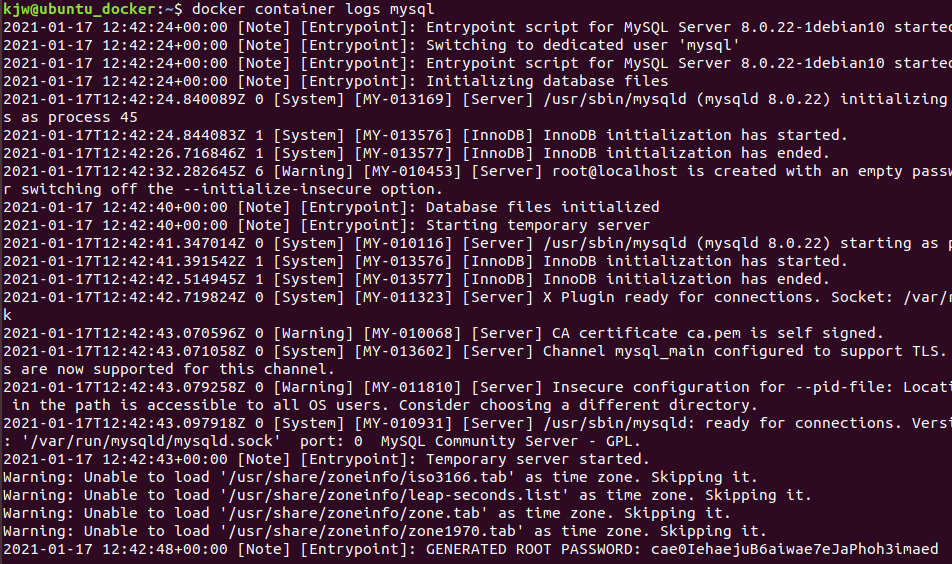 kjw@ubuntu_docker:~$ docker container logs mysql
2021-01-17 12:42:24+00:00 [Note] [Entrypoint]: Entrypoint script for MySQL Server 8.0.22-1debian10 started
2021-01-17 12:42:24+00:00 [Note] [Entrypoint]: Switching to dedicated user 'mysql'
2021-01-17 12:42:24+00:00 [Note] [Entrypoint]: Entrypoint script for MySQL Server 8.0.22-1debian10 started
2021-01-17 12:42:24+00:00 [Note] [Entrypoint]: Initializing database files
2021-01-17T12:42:24.840089Z 0 [System] [MY-013169] [Server] /usr/sbin/mysqld (mysqld 8.0.22) initializing
s as process 45
2021-01-17T12:42:24.844083Z 1 [System] [MY-013576] [InnoDB] InnoDB initialization has started.
2021-01-17T12:42:26.716846Z 1 [System] [MY-013577] [InnoDB] InnoDB initialization has ended.
2021-01-17T12:42:32.282645Z 6 [Warning] [MY-010453] [Server] root@localhost is created with an empty passw
r switching off the --initialize-insecure option.
2021-01-17 12:42:40+00:00 [Note] [Entrypoint]: Database files initialized
2021-01-17 12:42:40+00:00 [Note] [Entrypoint]: Starting temporary server
2021-01-17T12:42:41.347014Z 0 [System] [MY-010116] [Server] /usr/sbin/mysqld (mysqld 8.0.22) starting as p
2021-01-17T12:42:41.391542Z 1 [System] [MY-013576] [InnoDB] InnoDB initialization has started.
2021-01-17T12:42:42.514945Z 1 [System] [MY-013577] [InnoDB] InnoDB initialization has ended.
2021-01-17T12:42:42.719824Z 0 [System] [MY-011323] [Server] X Plugin ready for connections. Socket: /var/r
k
2021-01-17T12:42:43.070596Z 0 [Warning] [MY-010068] [Server] CA certificate ca.pem is self signed.
2021-01-17T12:42:43.071058Z 0 [System] [MY-013602] [Server] Channel mysql_main configured to support TLS.
s are now supported for this channel.
2021-01-17T12:42:43.079258Z 0 [Warning] [MY-011810] [Server] Insecure configuration for --pid-file: Locati
 in the path is accessible to all OS users. Consider choosing a different directory.
2021-01-17T12:42:43.097918Z 0 [System] [MY-010931] [Server] /usr/sbin/mysqld: ready for connections. Versi
: '/var/run/mysqld/mysqld.sock'  port: 0  MySQL Community Server - GPL.
2021-01-17 12:42:43+00:00 [Note] [Entrypoint]: Temporary server started.
Warning: Unable to load '/usr/share/zoneinfo/iso3166.tab' as time zone. Skipping it.
Warning: Unable to load '/usr/share/zoneinfo/leap-seconds.list' as time zone. Skipping it.
Warning: Unable to load '/usr/share/zoneinfo/zone.tab' as time zone. Skipping it.
Warning: Unable to load '/usr/share/zoneinfo/zone1970.tab' as time zone. Skipping it.
2021-01-17 12:42:48+00:00 [Note] [Entrypoint]: GENERATED ROOT PASSWORD: cae0IehaejuB6aiwae7eJaPhoh3imaed